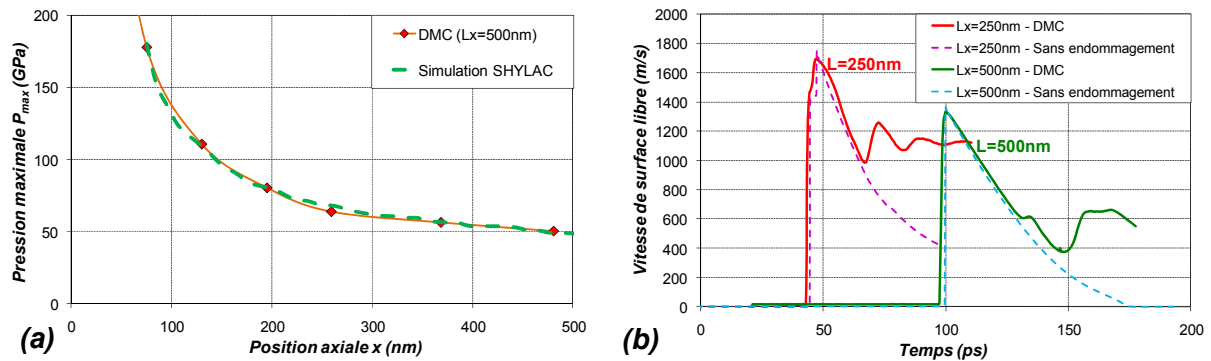 200
150
100
50
0
Pression maximale Pmax (GPa)
0 100 200 300 400 500
Position axiale x (nm)
DMC (Lx=500nm)
Simulation SHYLAC
(a)
1800
1600
1400
1200
1000
800
600
400
200
0
Vitesse de surface libre (m/s)
0 50 100 150 200
Temps (ps)
Lx=250nm - DMC
Lx=250nm - Sans endommagement
Lx=500nm - DMC
Lx=500nm - Sans endommagement
L=250nm
L=500nm
(b)